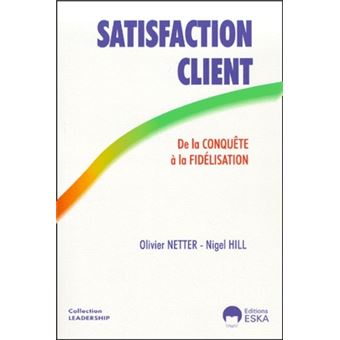 SATISFACTION
CLIENT
De la CONQUÊTE
à la FIDÉLISATION
Olivier NETTER - Nigel HILL
Collection
LEADERSHIP
Editions
ESKA